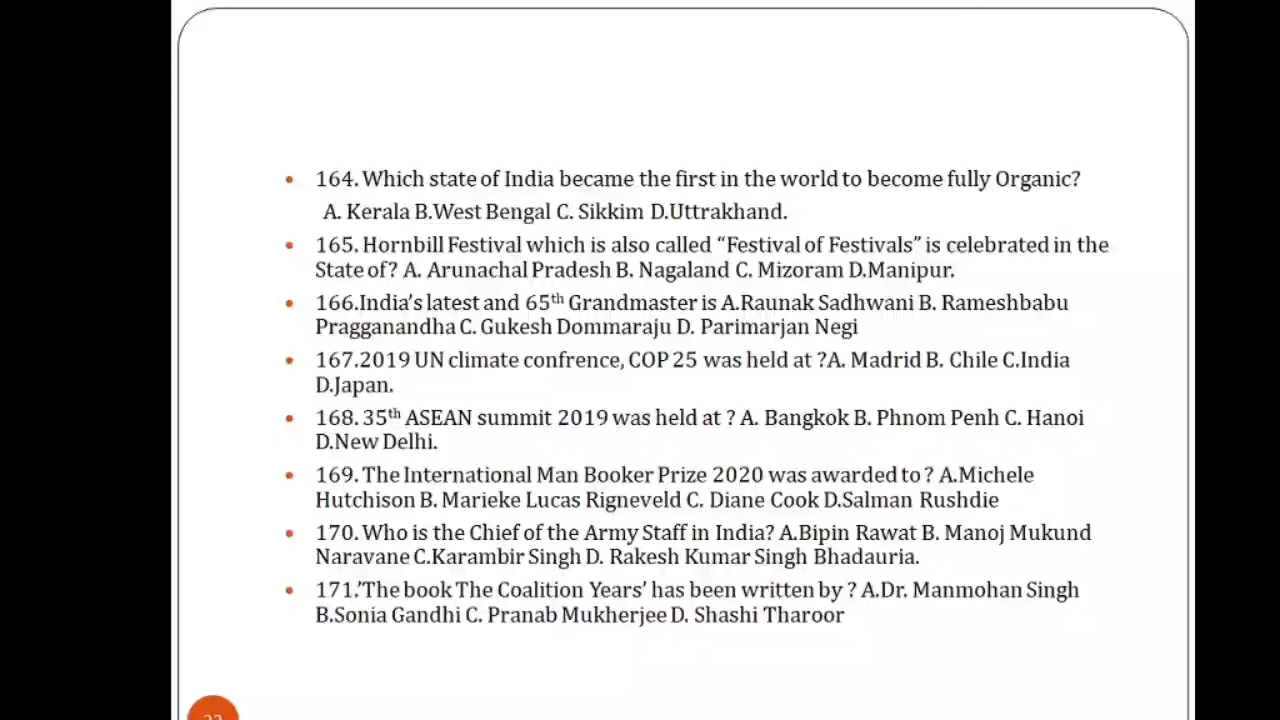 • 164. Which state of India became the first in the world to become fully Organic?
A. Kerala B.West Bengal C. Sikkim D.Uttrakhand.
• 165. Hornbill Festival which is also called “Festival of Festivals” is celebrated in the
State of? A. Arunachal Pradesh B. Nagaland C. Mizoram D.Manipur.
• 166.India’s latest and 65th Grandmaster is A.Raunak Sadhwani B. Rameshbabu
Pragganandha C. Gukesh Dommaraju D. Parimarjan Negi
• 167.2019 UN climate confrence, COP 25 was held at ?A. Madrid B. Chile C.India
D.Japan.
• 168. 35th ASEAN summit 2019 was held at ? A. Bangkok B. Phnom Penh C. Hanoi
D.New Delhi.
• 169. The International Man Booker Prize 2020 was awarded to ? A.Michele
Hutchison B. Marieke Lucas Rigneveld C. Diane Cook D.Salman Rushdie
• 170. Who is the Chief of the Army Staff in India? A.Bipin Rawat B. Manoj Mukund
Naravane C.Karambir Singh D. Rakesh Kumar Singh Bhadauria.
• 171.’The book The Coalition Years’ has been written by ? A.Dr. Manmohan Singh
B.Sonia Gandhi C. Pranab Mukherjee D. Shashi Tharoor